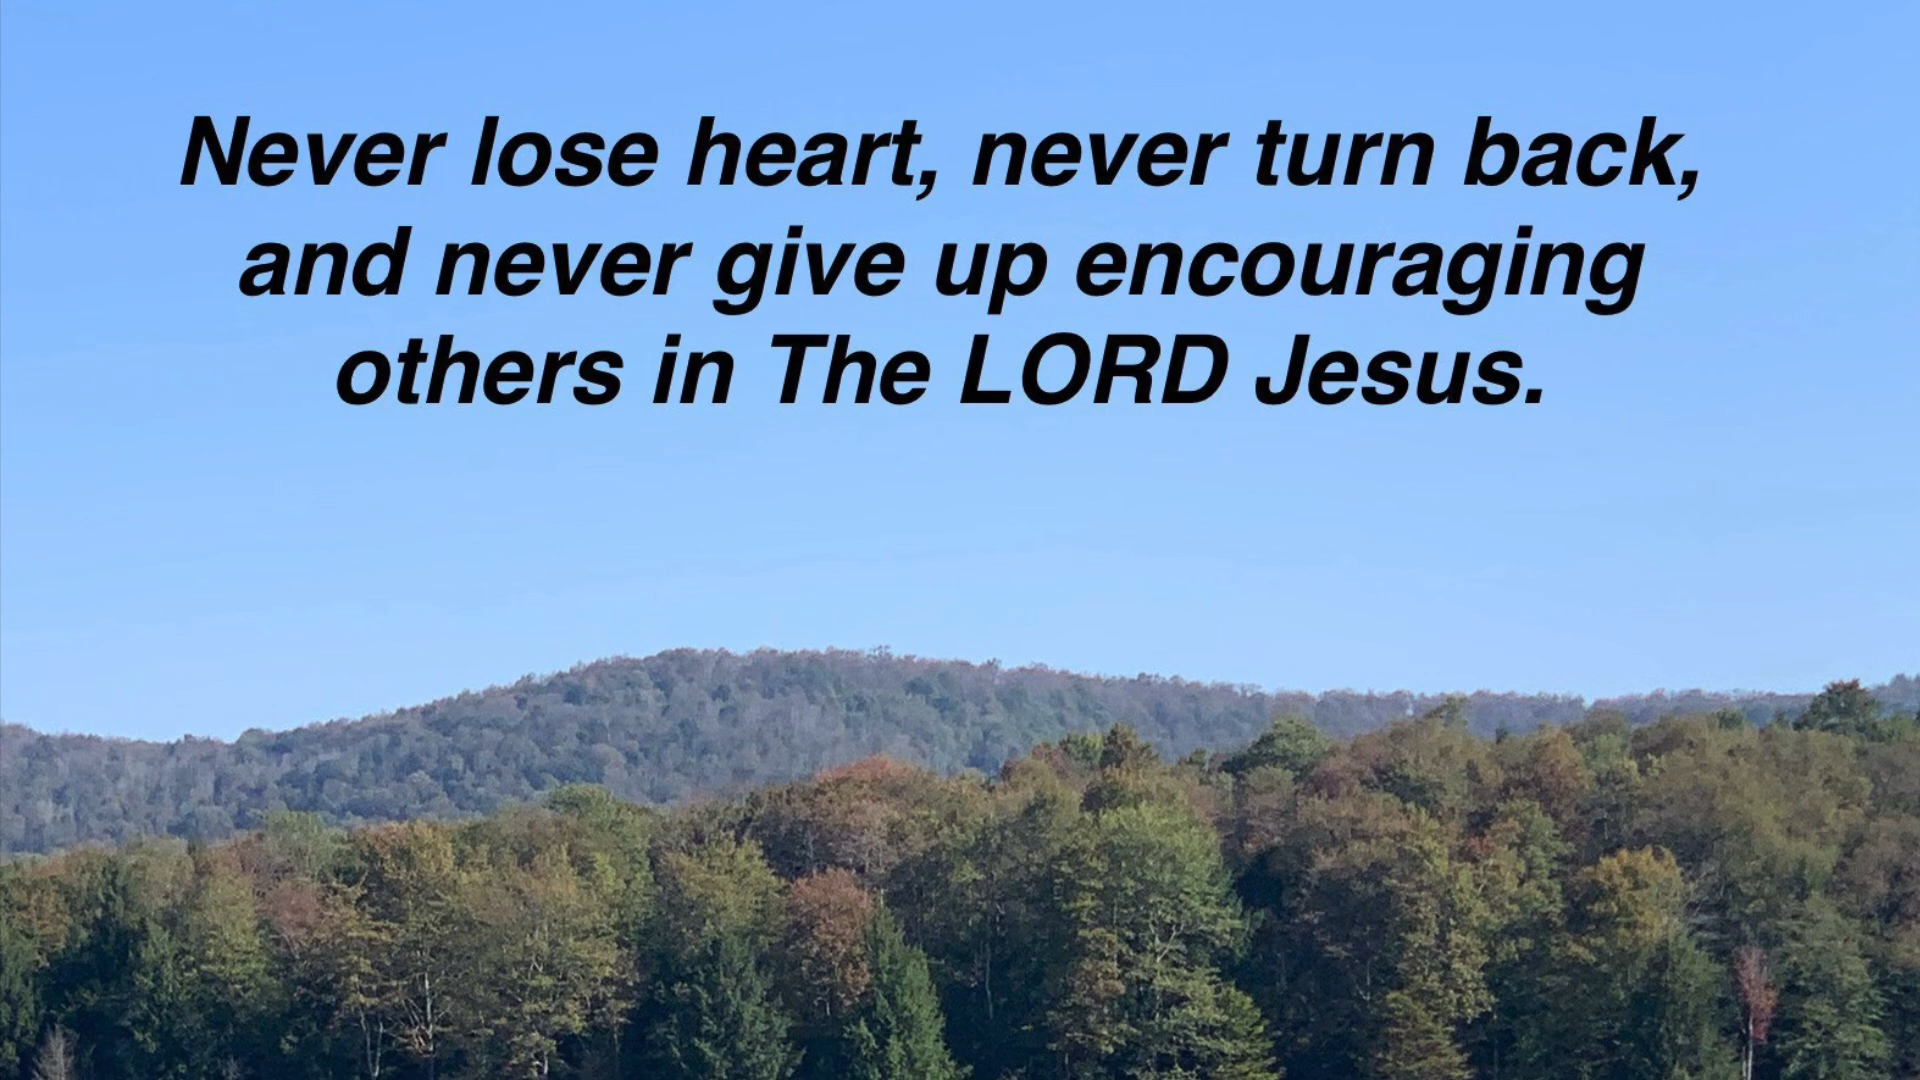 Never lose heart, never turn back,
and never give up encouraging
others in The LORD Jesus.